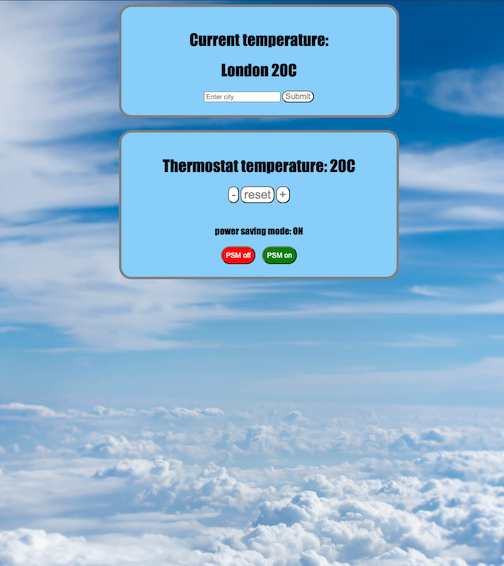 Current temperature:
London 20C
Enter city Submit
Thermostat temperature: 20C
- reset +
power saving mode: ON
PSM off PSM on